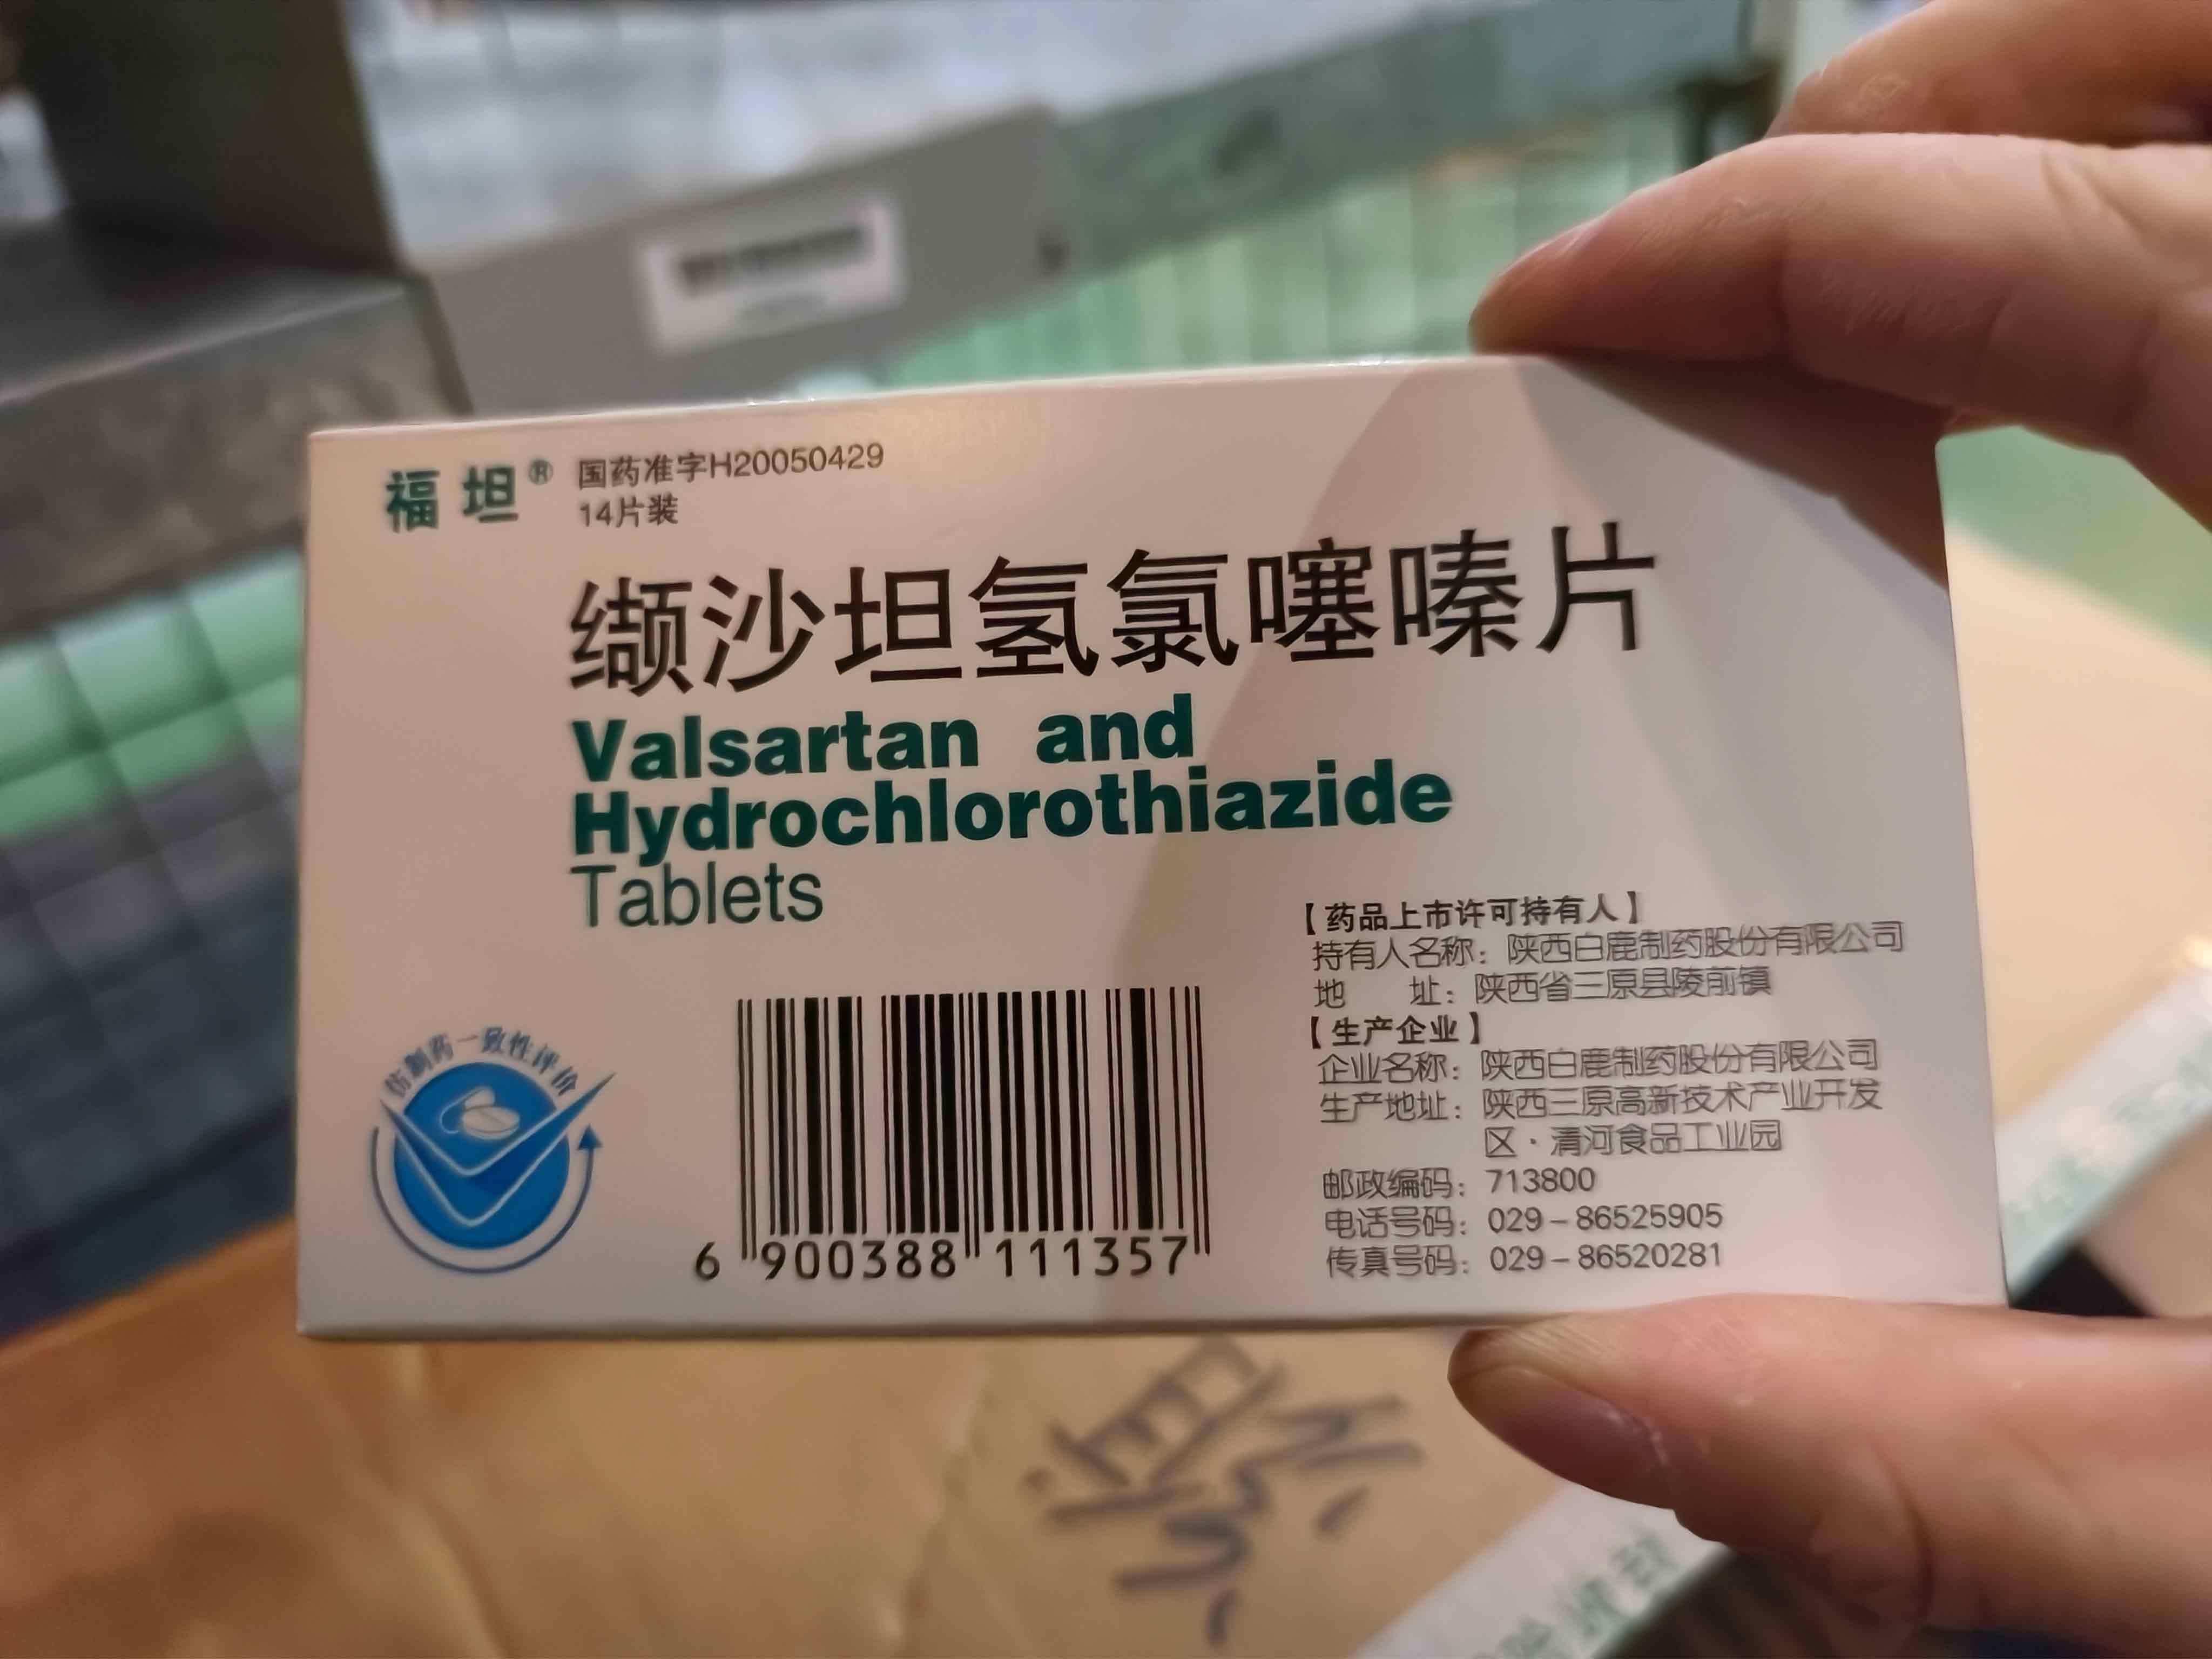 福坦®
国药准字H20050429
14片装
缬沙坦氢氯噻嗪片
Valsartan and
Hydrochlorothiazide
Tablets
【药品上市许可持有人】
持有人名称：陕西白鹿制药股份有限公司
地　　址：陕西省三原县陵前镇
【生产企业】
企业名称：陕西白鹿制药股份有限公司
生产地址：陕西三原高新技术产业开发
区·清河食品工业园
邮政编码：713800
电话号码：029－86525905
传真号码：029－86520281
仿制药一致性评价
6 900388 111357